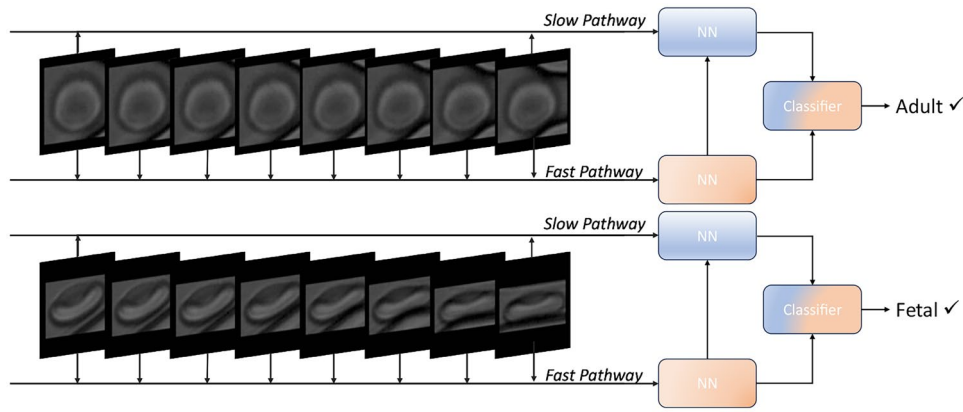 Slow Pathway
NN
Classifier
Adult ✓
Fast Pathway
NN
Slow Pathway
NN
Classifier
Fetal ✓
Fast Pathway
NN